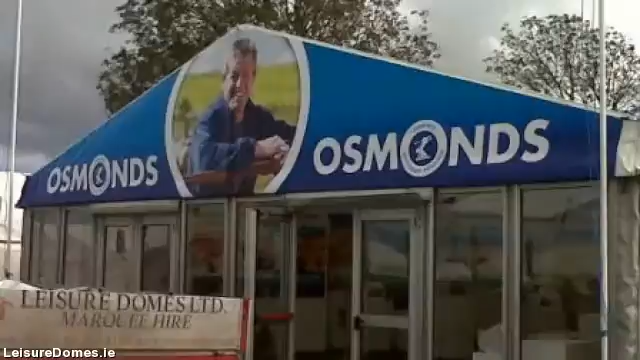 OSMONDS
OSMONDS
LEISURE DOMES LTD.
MARQUEE HIRE
LeisureDomes.ie